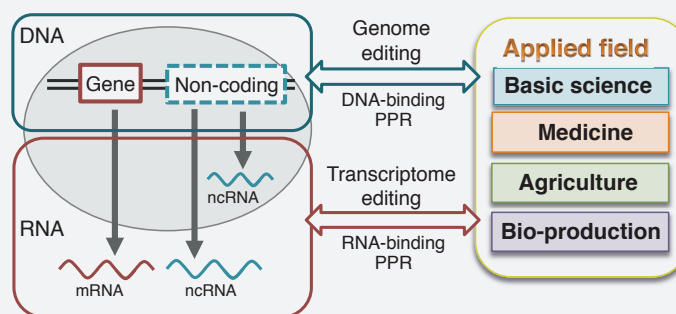 DNA
Gene
Non-coding
ncRNA
RNA
mRNA
ncRNA
Genome
editing
DNA-binding
PPR
Transcriptome
editing
RNA-binding
PPR
Applied field
Basic science
Medicine
Agriculture
Bio-production